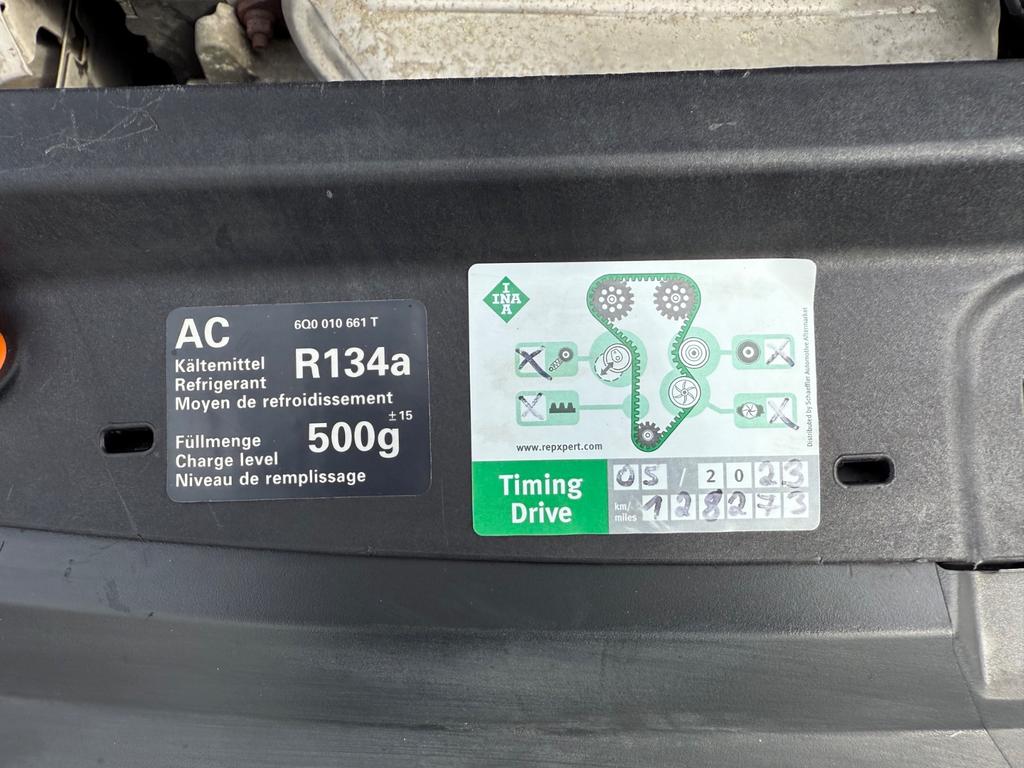 AC
6Q0 010 661 T
Kältemittel
Refrigerant
R134a
Moyen de refroidissement
±15
Füllmenge
Charge level
500g
Niveau de remplissage
INA
INA
www.repxpert.com
Distributed by Schaeffler Automotive Aftermarket
Timing
Drive
05 / 2023
km/
miles
128273